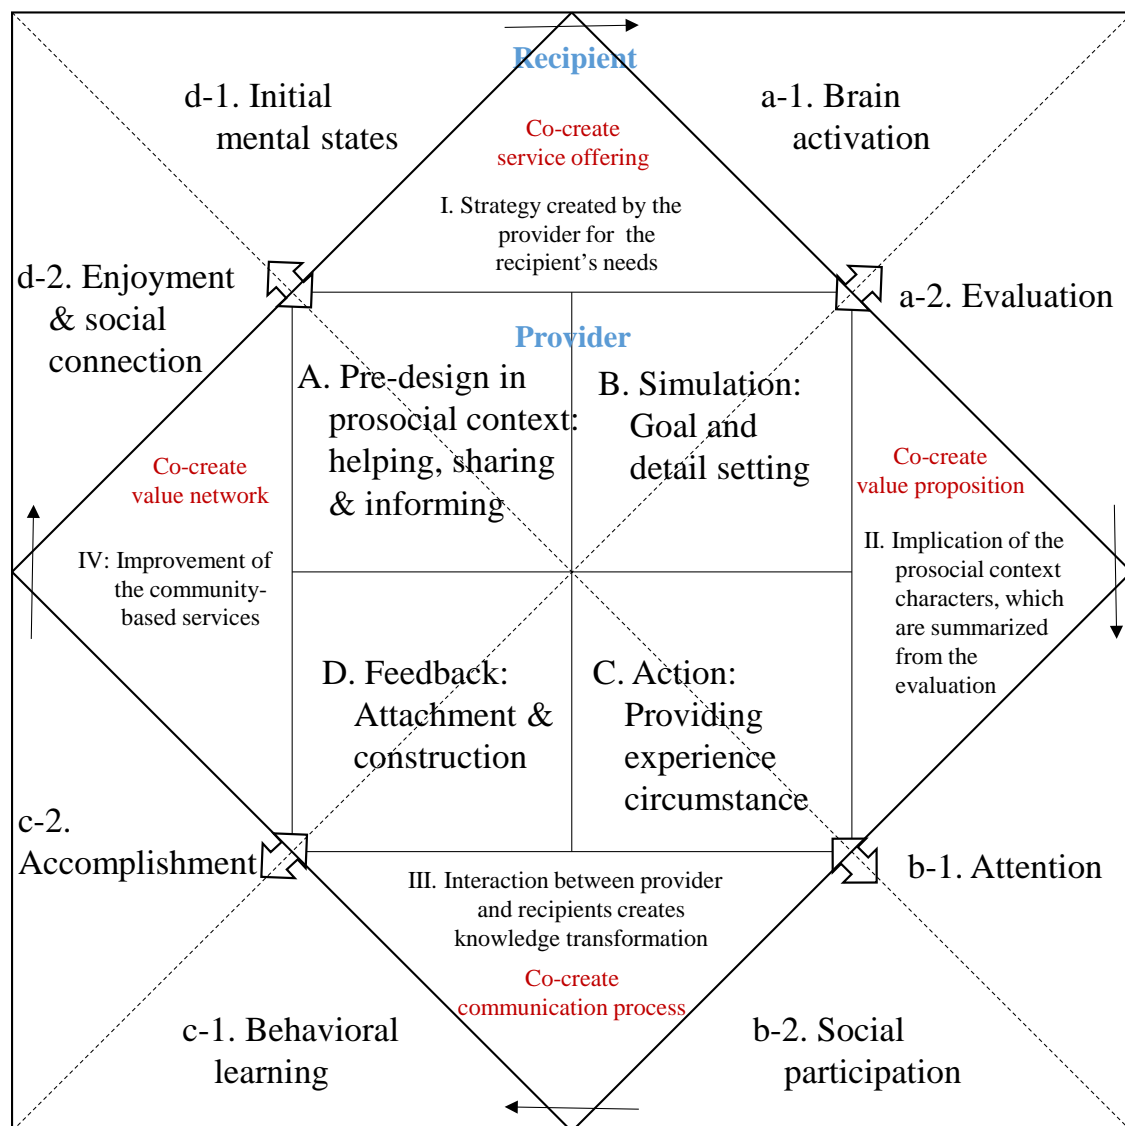 Recipient
d-1. Initial
mental states
a-1. Brain
activation
Co-create
service offering
I. Strategy created by the
provider for the
recipient's needs
d-2. Enjoyment
& social
connection
a-2. Evaluation
Provider
A. Pre-design in
prosocial context:
helping, sharing
& informing
B. Simulation:
Goal and
detail setting
Co-create
value network
IV: Improvement of
the community-
based services
Co-create
value proposition
II. Implication of the
prosocial context
characters, which
are summarized
from the
evaluation
D. Feedback:
Attachment &
construction
C. Action:
Providing
experience
circumstance
c-2.
Accomplishment
b-1. Attention
III. Interaction between provider
and recipients creates
knowledge transformation
Co-create
communication process
c-1. Behavioral
learning
b-2. Social
participation